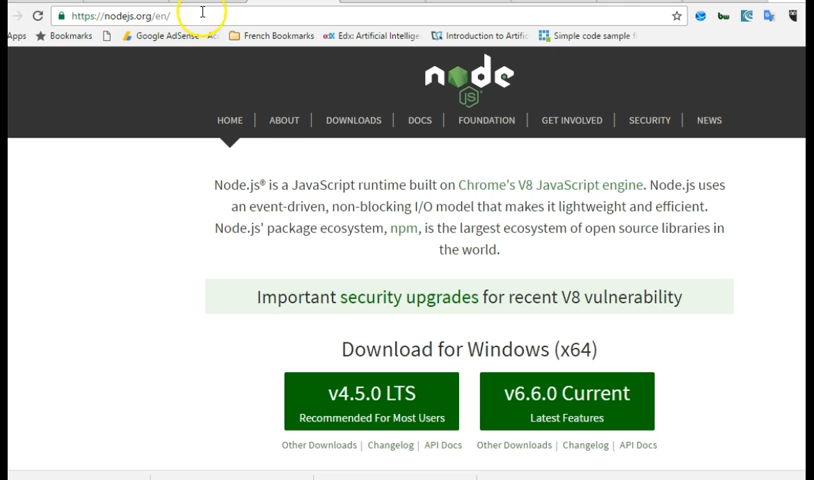 https://nodejs.org/en/
Apps Bookmarks Google AdSense - Acc French Bookmarks Edx: Artificial Intellige Introduction to Artific Simple code sample f
node
JS
HOME | ABOUT | DOWNLOADS | DOCS | FOUNDATION | GET INVOLVED | SECURITY | NEWS
Node.js® is a JavaScript runtime built on Chrome's V8 JavaScript engine. Node.js uses
an event-driven, non-blocking I/O model that makes it lightweight and efficient.
Node.js' package ecosystem, npm, is the largest ecosystem of open source libraries in
the world.
Important security upgrades for recent V8 vulnerability
Download for Windows (x64)
v4.5.0 LTS
Recommended For Most Users
v6.6.0 Current
Latest Features
Other Downloads | Changelog | API Docs
Other Downloads | Changelog | API Docs